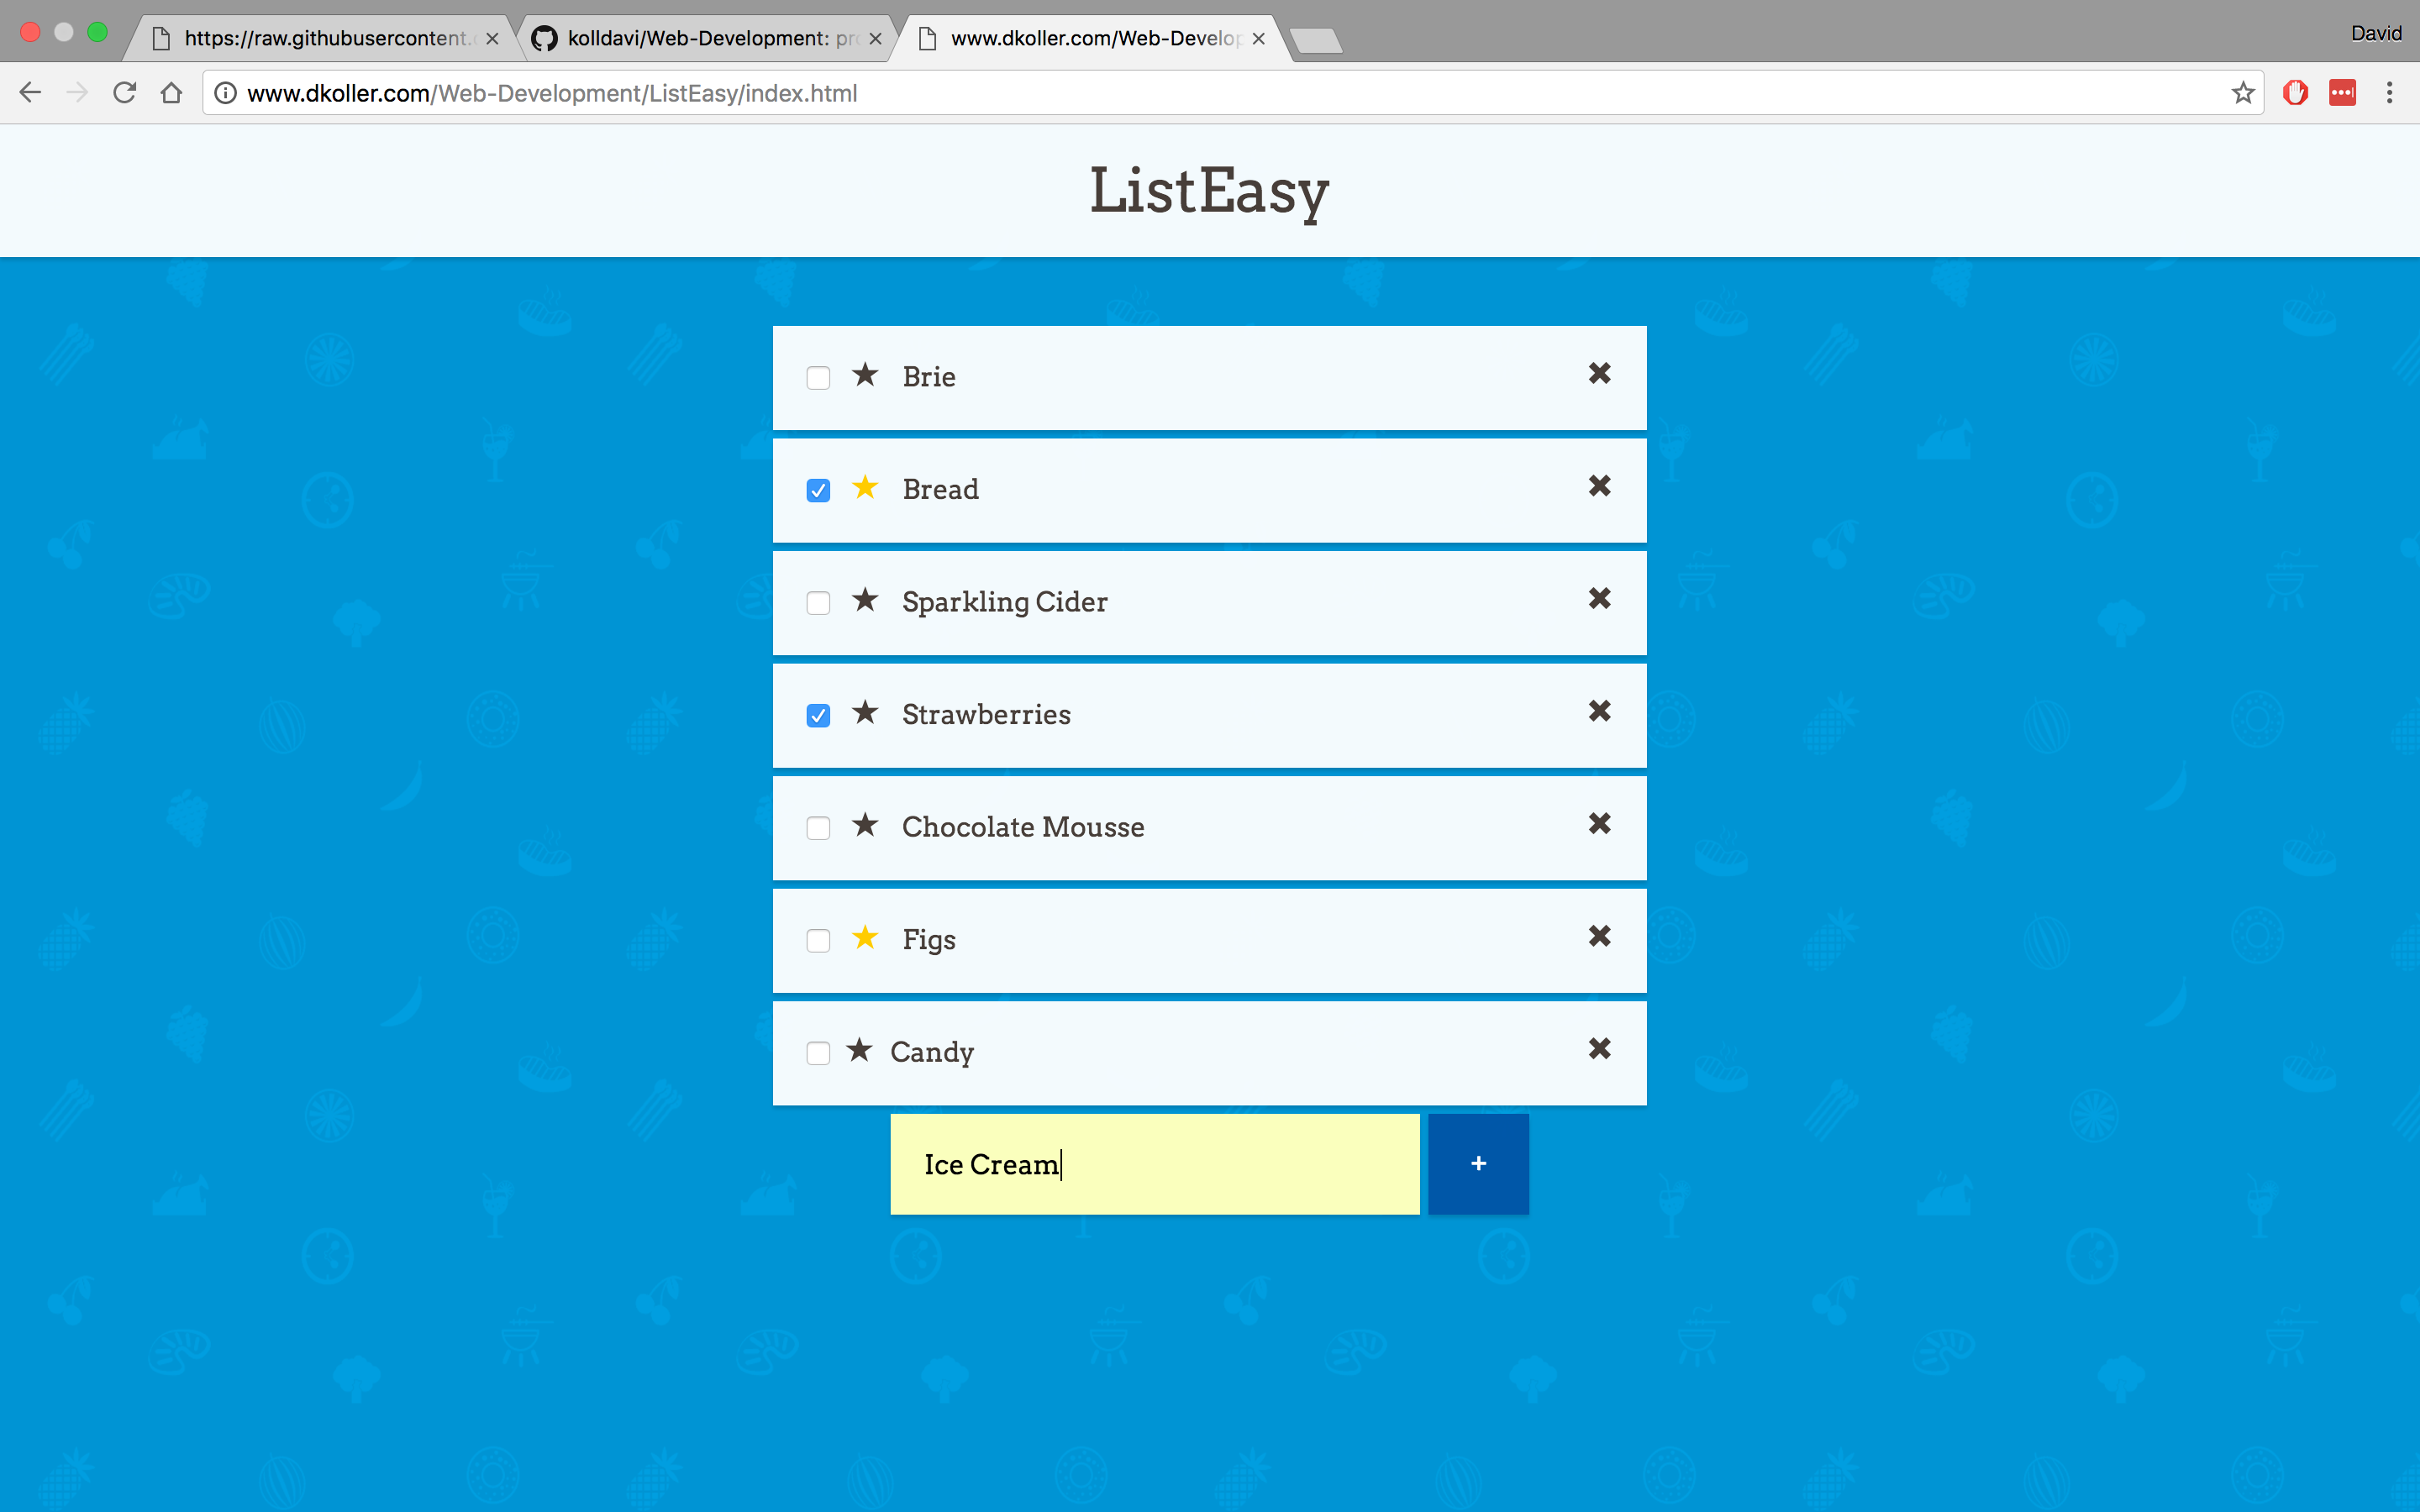 https://raw.githubusercontent.
kolldavi/Web-Development: pro
www.dkoller.com/Web-Develop
David
www.dkoller.com/Web-Development/ListEasy/index.html
ListEasy
Brie
Bread
Sparkling Cider
Strawberries
Chocolate Mousse
Figs
Candy
Ice Cream
+